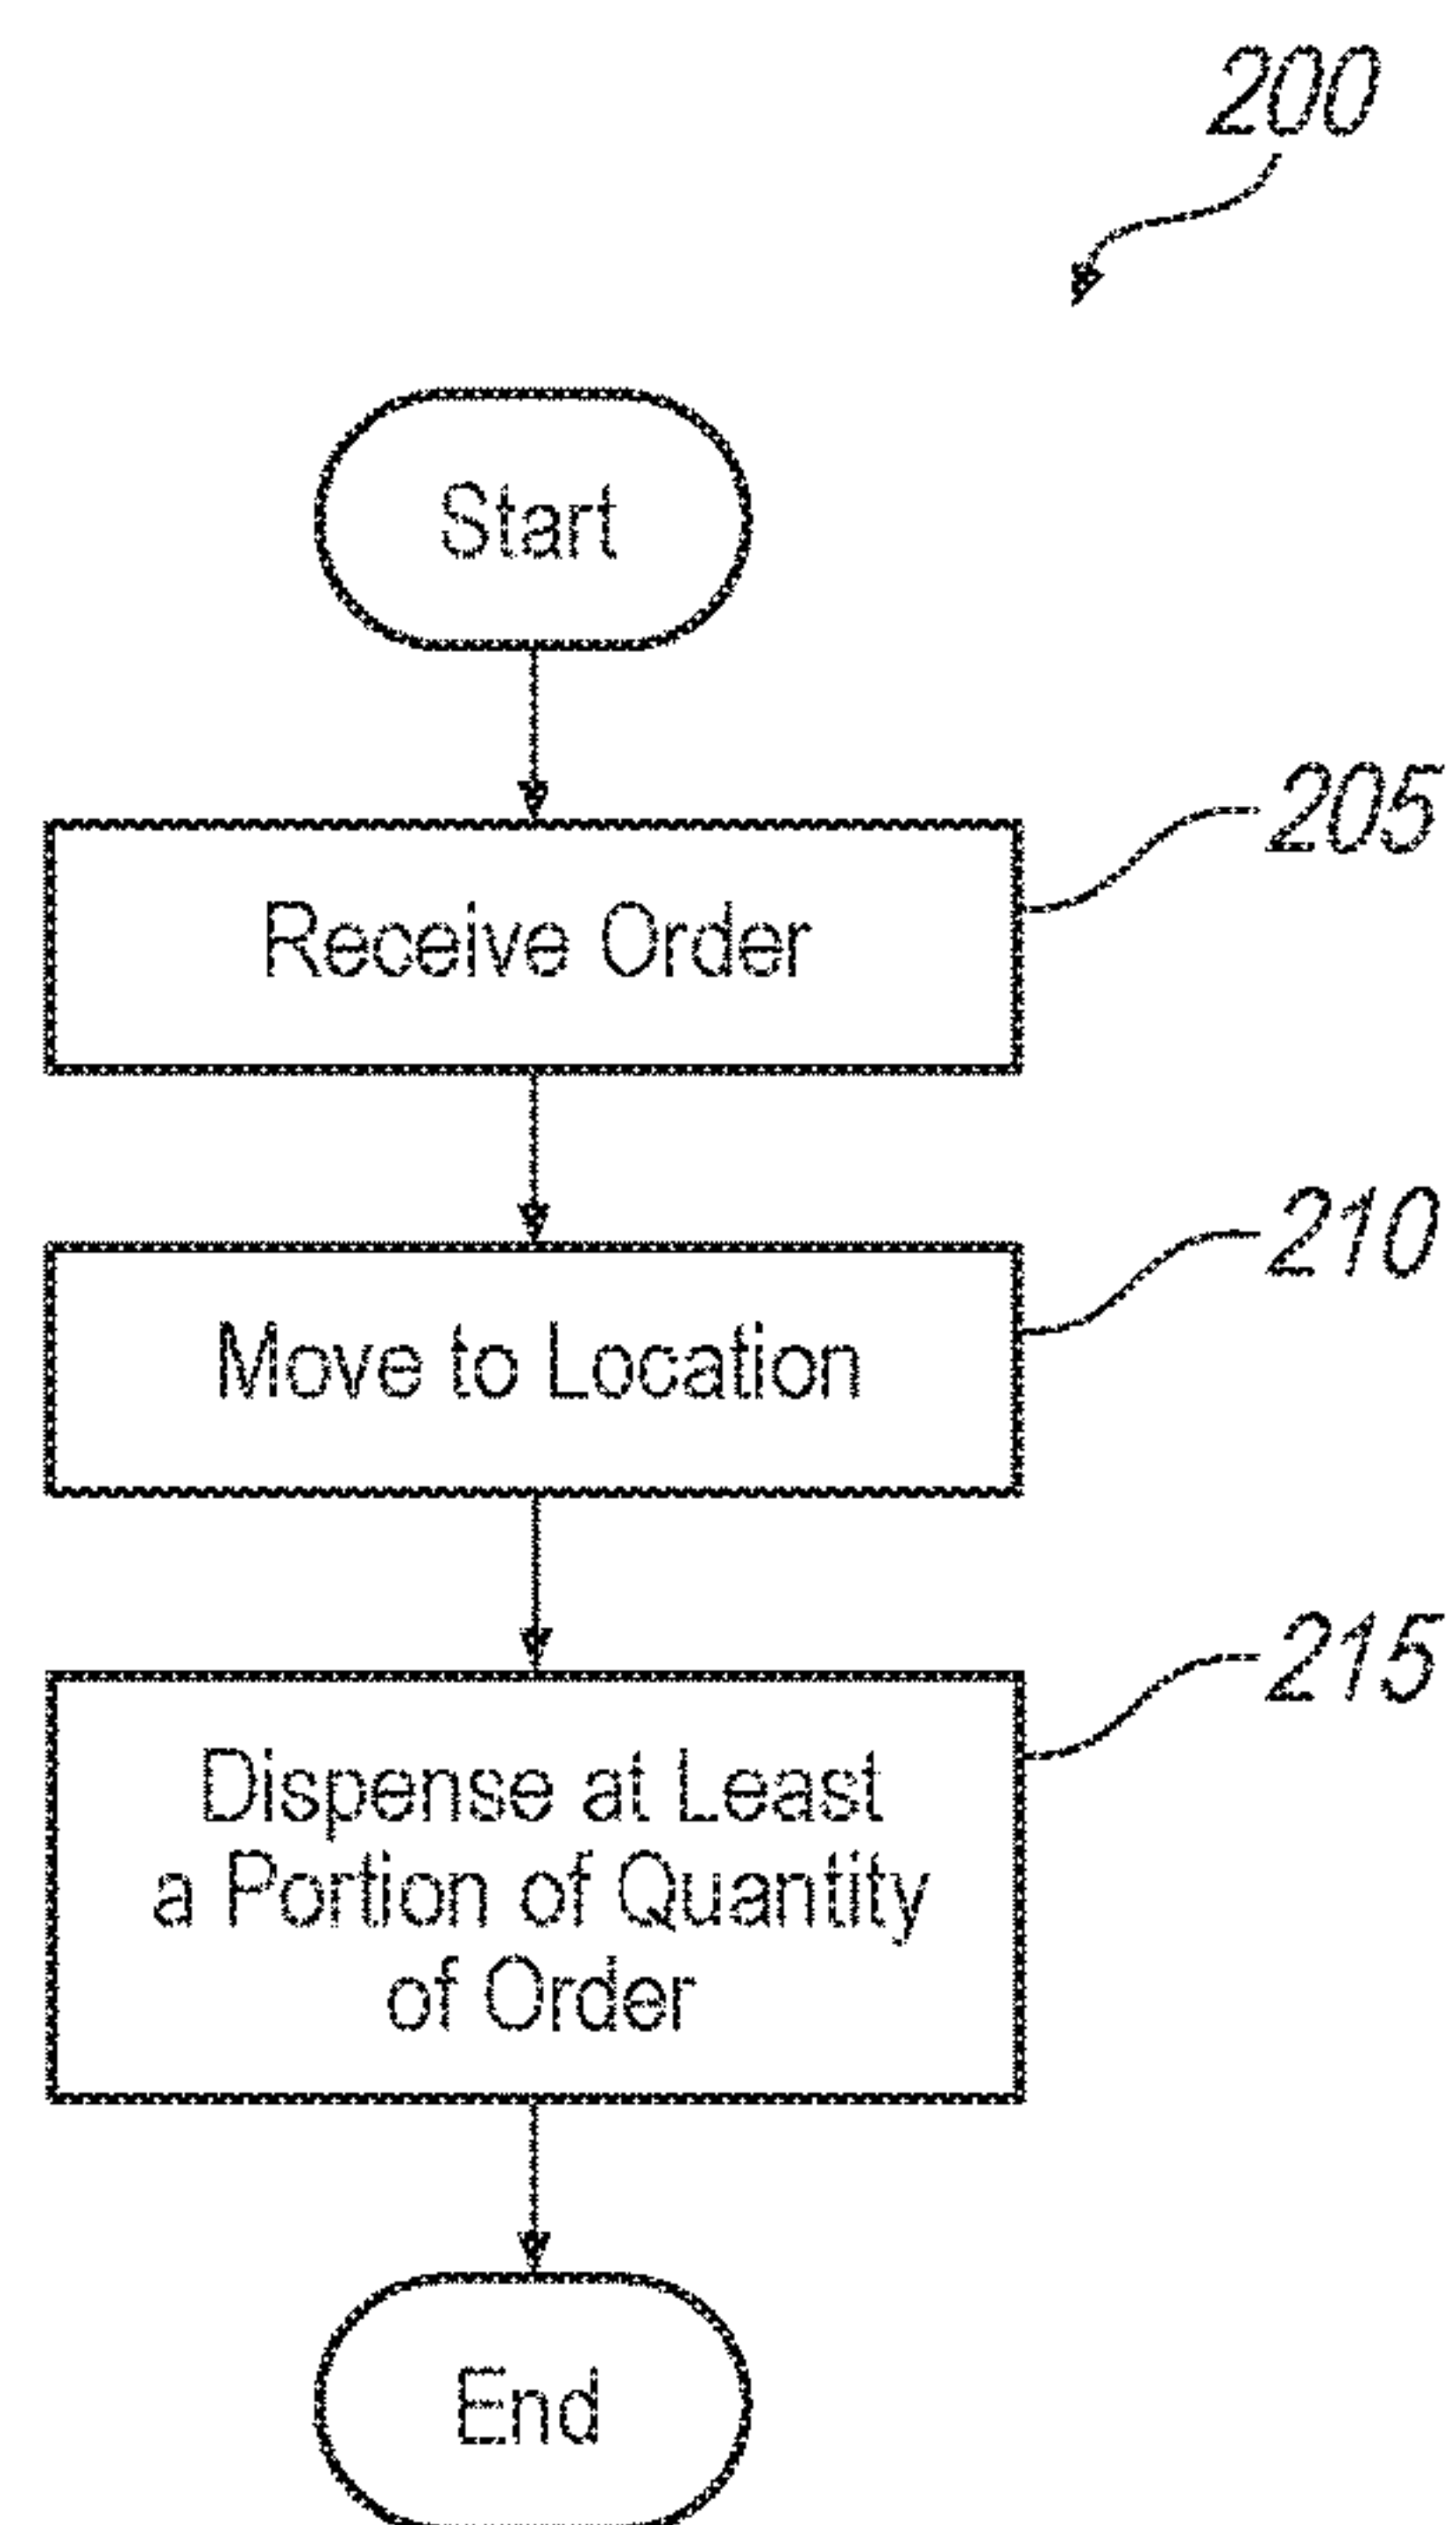 200
Start
205
Receive Order
210
Move to Location
215
Dispense at Least
a Portion of Quantity
of Order
End